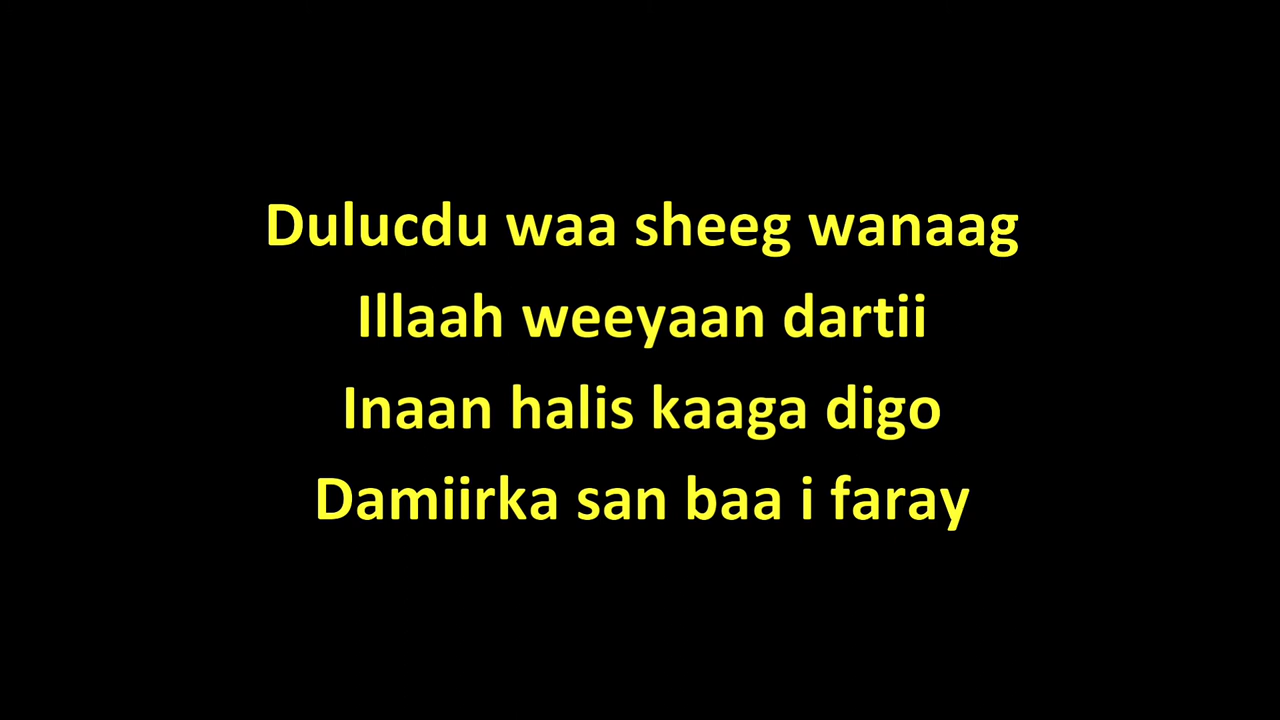 Dulucdu waa sheeg wanaag
Illaah weeyaan dartii
Inaan halis kaaga digo
Damiirka san baa i faray